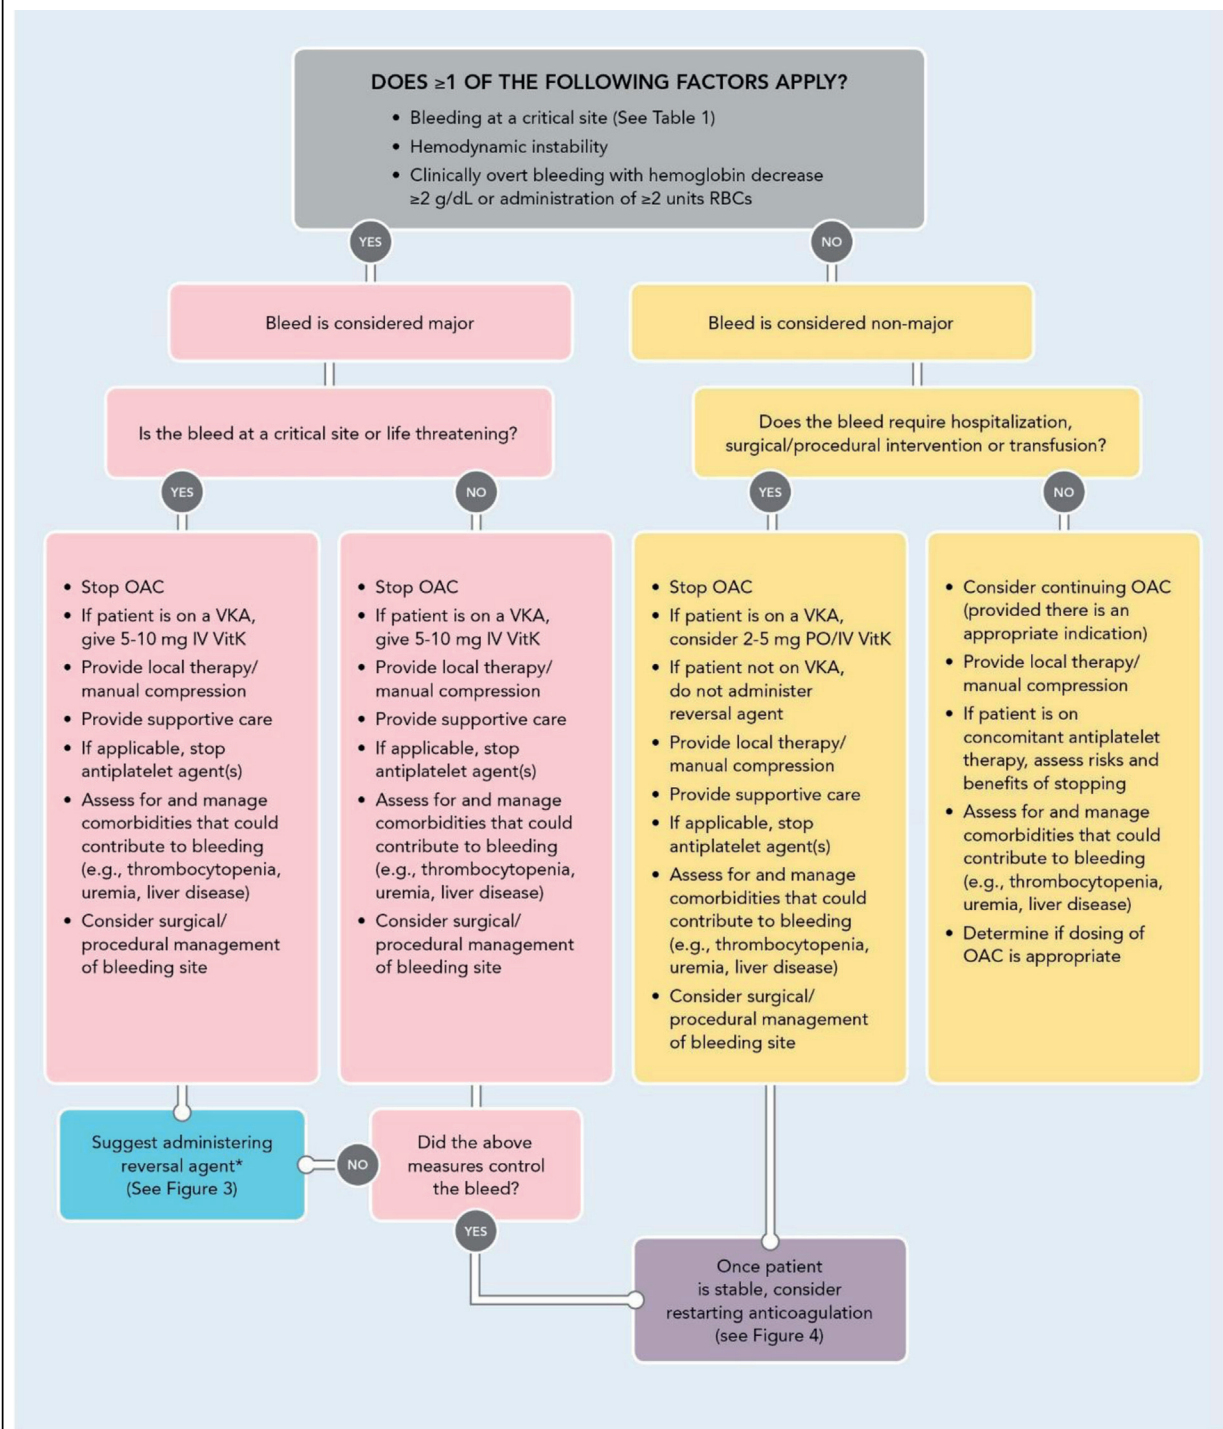 DOES ≥1 OF THE FOLLOWING FACTORS APPLY?
• Bleeding at a critical site (See Table 1)
• Hemodynamic instability
• Clinically overt bleeding with hemoglobin decrease
≥2 g/dL or administration of ≥2 units RBCs
YES
NO
Bleed is considered major
Bleed is considered non-major
Is the bleed at a critical site or life threatening?
Does the bleed require hospitalization,
surgical/procedural intervention or transfusion?
YES
NO
YES
NO
• Stop OAC
• If patient is on a VKA,
give 5-10 mg IV VitK
• Provide local therapy/
manual compression
• Provide supportive care
• If applicable, stop
antiplatelet agent(s)
• Assess for and manage
comorbidities that could
contribute to bleeding
(e.g., thrombocytopenia,
uremia, liver disease)
• Consider surgical/
procedural management
of bleeding site
• Stop OAC
• If patient is on a VKA,
give 5-10 mg IV VitK
• Provide local therapy/
manual compression
• Provide supportive care
• If applicable, stop
antiplatelet agent(s)
• Assess for and manage
comorbidities that could
contribute to bleeding
(e.g., thrombocytopenia,
uremia, liver disease)
• Consider surgical/
procedural management
of bleeding site
• Stop OAC
• If patient is on a VKA,
consider 2-5 mg PO/IV VitK
• If patient not on VKA,
do not administer
reversal agent
• Provide local therapy/
manual compression
• Provide supportive care
• If applicable, stop
antiplatelet agent(s)
• Assess for and manage
comorbidities that could
contribute to bleeding
(e.g., thrombocytopenia,
uremia, liver disease)
• Consider surgical/
procedural management
of bleeding site
• Consider continuing OAC
(provided there is an
appropriate indication)
• Provide local therapy/
manual compression
• If patient is on
concomitant antiplatelet
therapy, assess risks and
benefits of stopping
• Assess for and manage
comorbidities that could
contribute to bleeding
(e.g., thrombocytopenia,
uremia, liver disease)
• Determine if dosing of
OAC is appropriate
Suggest administering
reversal agent*
(See Figure 3)
NO
Did the above
measures control
the bleed?
YES
Once patient
is stable, consider
restarting anticoagulation
(see Figure 4)